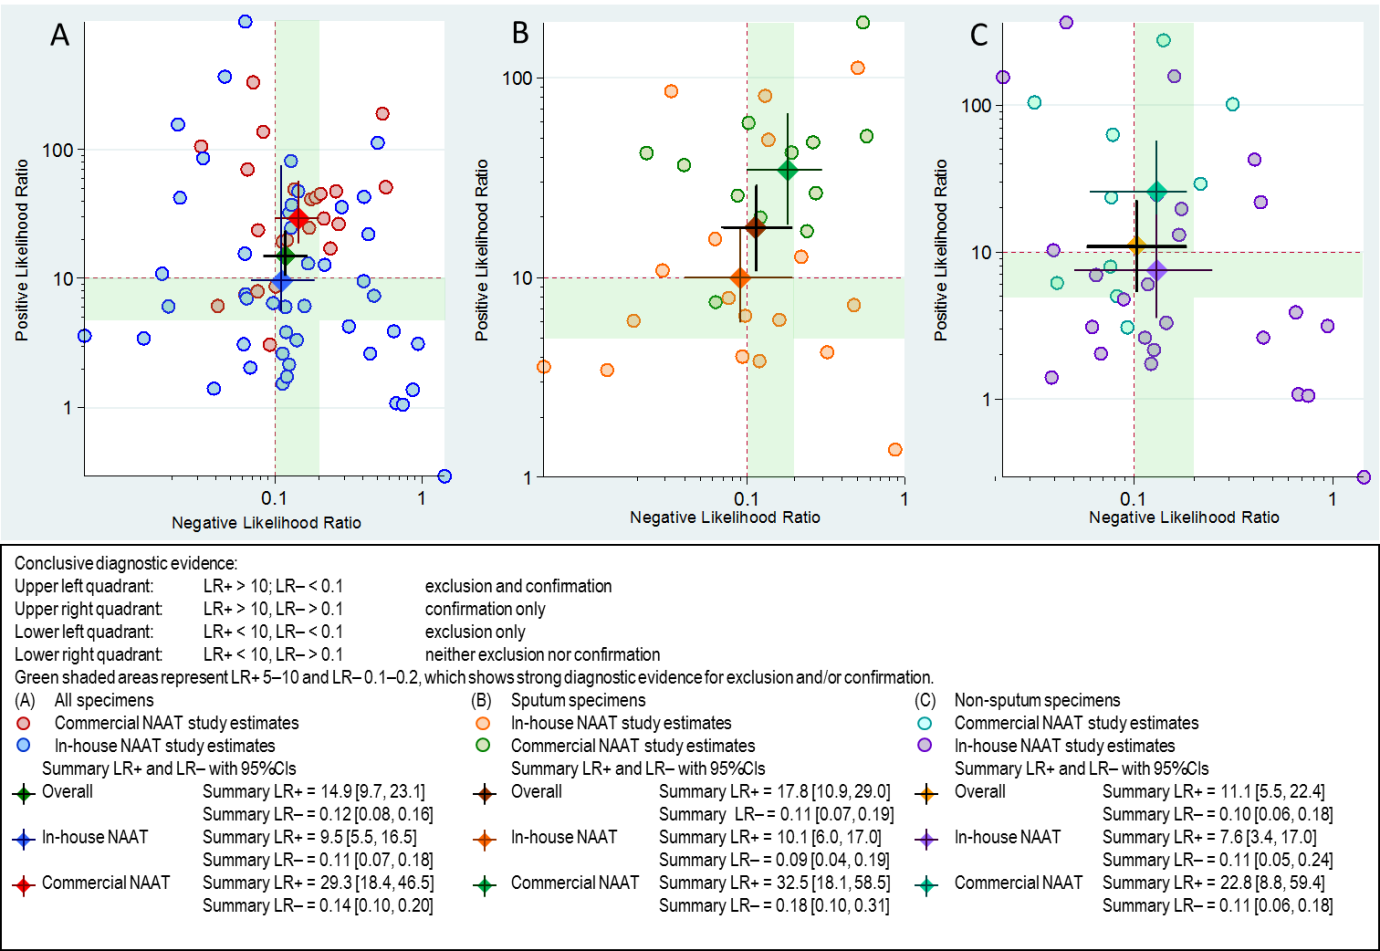 A
Positive Likelihood Ratio
100
10
1
0.1
1
Negative Likelihood Ratio
B
Positive Likelihood Ratio
100
10
1
0.1
1
Negative Likelihood Ratio
C
Positive Likelihood Ratio
100
10
1
0.1
1
Negative Likelihood Ratio
Conclusive diagnostic evidence:
Upper left quadrant: LR+ > 10; LR– < 0.1 exclusion and confirmation
Upper right quadrant: LR+ > 10, LR– > 0.1 confirmation only
Lower left quadrant: LR+ < 10, LR– < 0.1 exclusion only
Lower right quadrant: LR+ < 10, LR– > 0.1 neither exclusion nor confirmation
Green shaded areas represent LR+ 5–10 and LR– 0.1–0.2, which shows strong diagnostic evidence for exclusion and/or confirmation.
(A) All specimens
Commercial NAAT study estimates
In-house NAAT study estimates
Summary LR+ and LR– with 95%CIs
Overall Summary LR+ = 14.9 [9.7, 23.1]
Summary LR– = 0.12 [0.08, 0.16]
In-house NAAT Summary LR+ = 9.5 [5.5, 16.5]
Summary LR– = 0.11 [0.07, 0.18]
Commercial NAAT Summary LR+ = 29.3 [18.4, 46.5]
Summary LR– = 0.14 [0.10, 0.20]
(B) Sputum specimens
In-house NAAT study estimates
Commercial NAAT study estimates
Summary LR+ and LR– with 95%CIs
Overall Summary LR+ = 17.8 [10.9, 29.0]
Summary LR– = 0.11 [0.07, 0.19]
In-house NAAT Summary LR+ = 10.1 [6.0, 17.0]
Summary LR– = 0.09 [0.04, 0.19]
Commercial NAAT Summary LR+ = 32.5 [18.1, 58.5]
Summary LR– = 0.18 [0.10, 0.31]
(C) Non-sputum specimens
Commercial NAAT study estimates
In-house NAAT study estimates
Summary LR+ and LR– with 95%CIs
Overall Summary LR+ = 11.1 [5.5, 22.4]
Summary LR– = 0.10 [0.06, 0.18]
In-house NAAT Summary LR+ = 7.6 [3.4, 17.0]
Summary LR– = 0.11 [0.05, 0.24]
Commercial NAAT Summary LR+ = 22.8 [8.8, 59.4]
Summary LR– = 0.11 [0.06, 0.18]